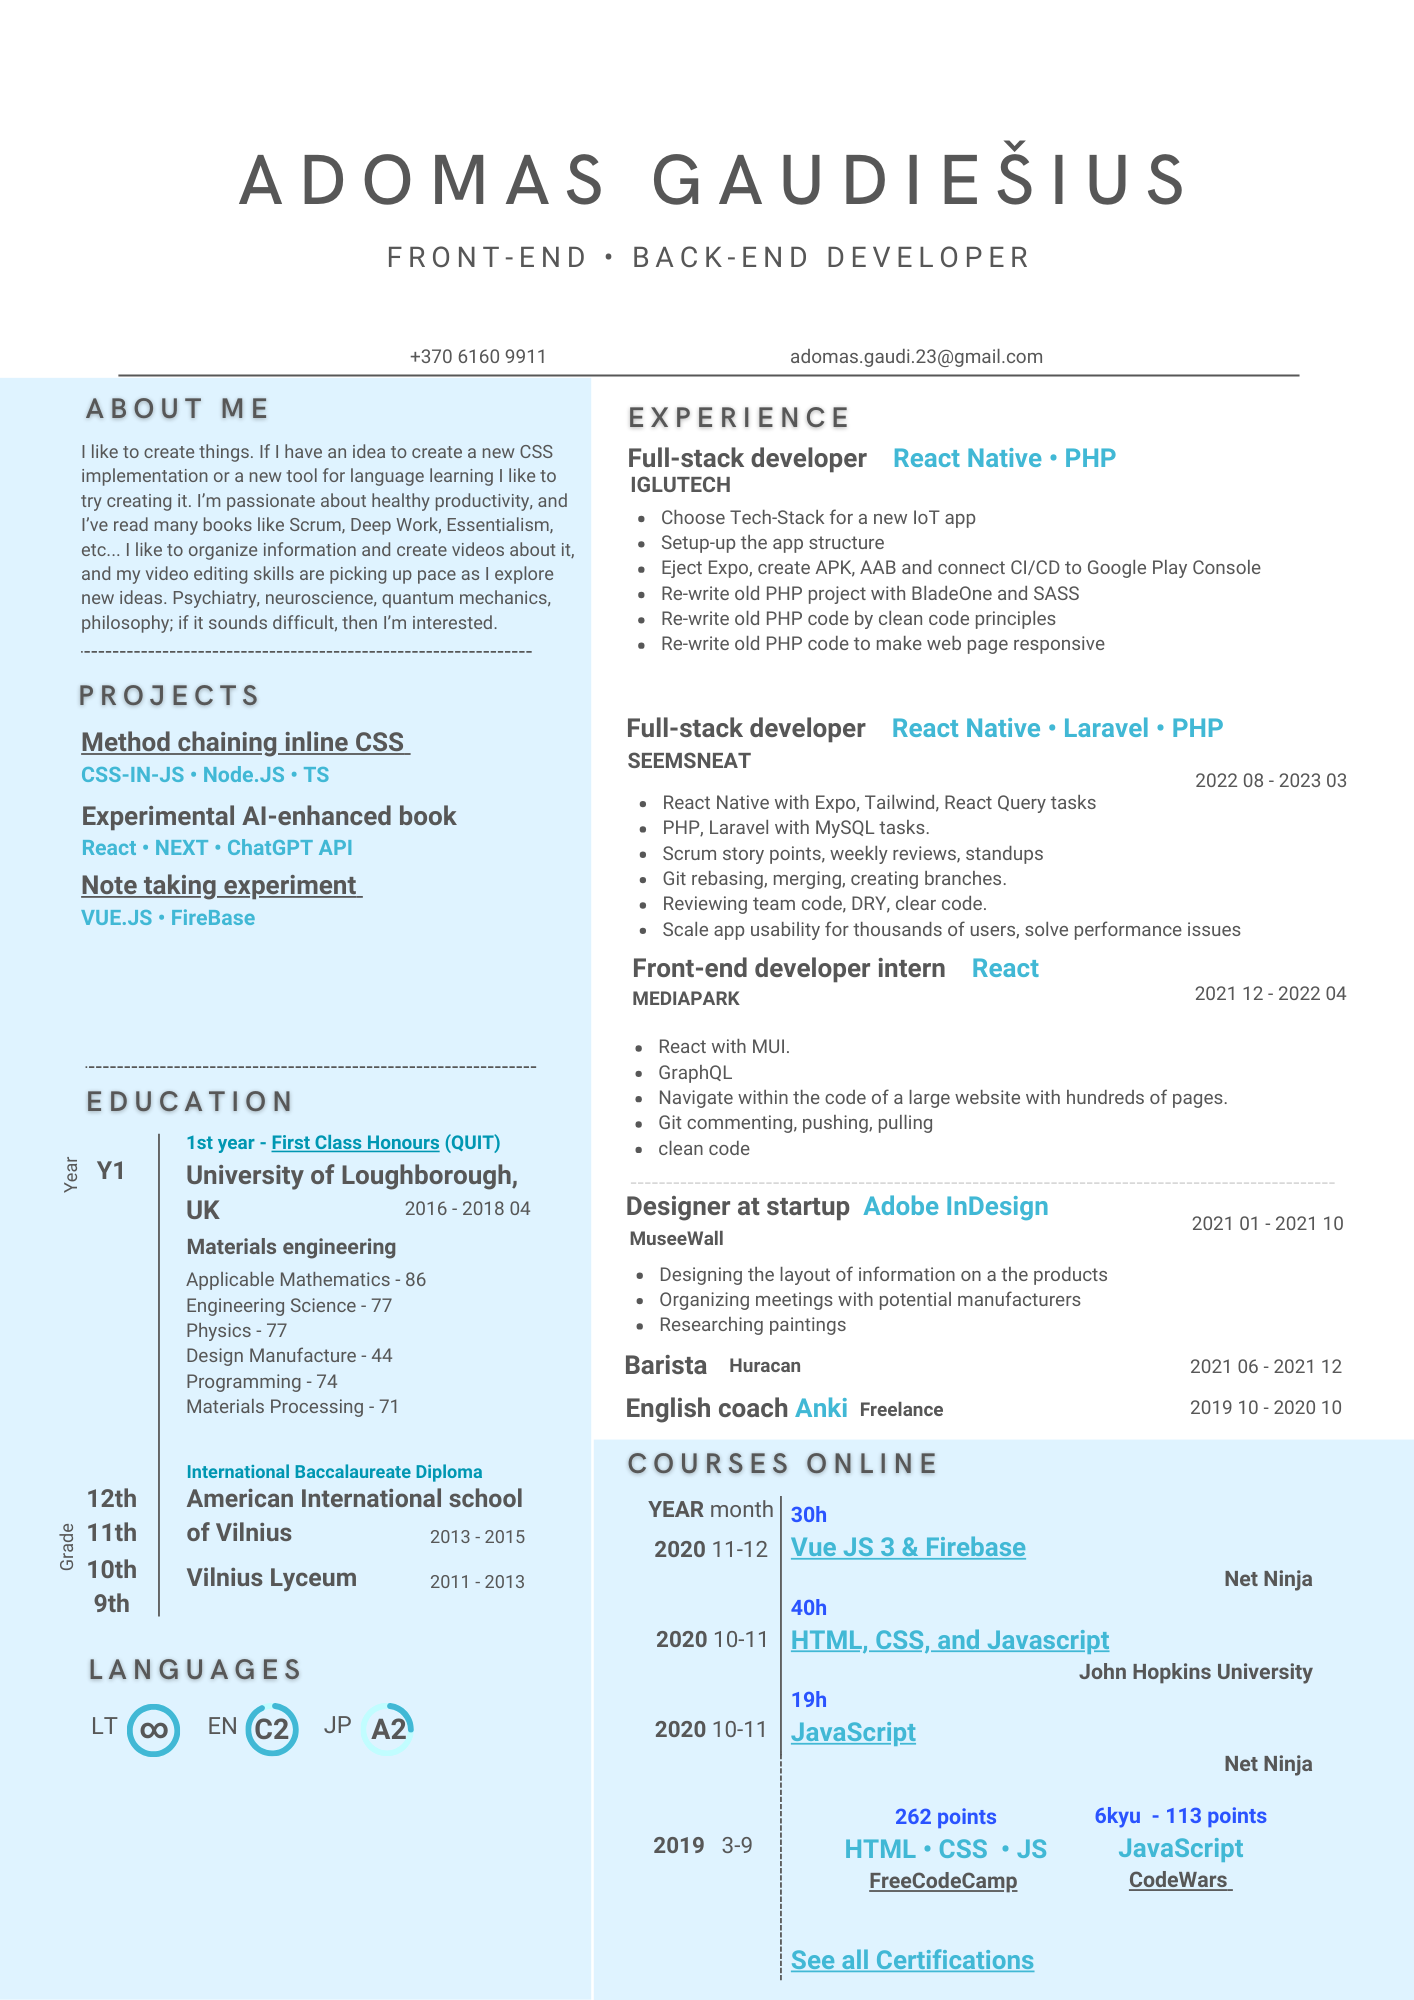 ADOMAS GAUDIEŠIUS
FRONT-END • BACK-END DEVELOPER
+370 6160 9911
adomas.gaudi.23@gmail.com
ABOUT ME
I like to create things. If I have an idea to create a new CSS
implementation or a new tool for language learning I like to
try creating it. I'm passionate about healthy productivity, and
I've read many books like Scrum, Deep Work, Essentialism,
etc... I like to organize information and create videos about it,
and my video editing skills are picking up pace as I explore
new ideas. Psychiatry, neuroscience, quantum mechanics,
philosophy; if it sounds difficult, then I'm interested.
PROJECTS
Method chaining inline CSS
CSS-IN-JS • Node.JS • TS
Experimental AI-enhanced book
React • NEXT • ChatGPT API
Note taking experiment
VUE.JS • FireBase
EDUCATION
Year
Y1
1st year - First Class Honours (QUIT)
University of Loughborough,
UK
2016 - 2018 04
Materials engineering
Applicable Mathematics - 86
Engineering Science - 77
Physics - 77
Design Manufacture - 44
Programming - 74
Materials Processing - 71
Grade
12th
11th
10th
9th
International Baccalaureate Diploma
American International school
of Vilnius
2013 - 2015
Vilnius Lyceum
2011 - 2013
LANGUAGES
LT ∞ EN C2 JP A2
EXPERIENCE
Full-stack developer React Native • PHP
IGLUTECH
• Choose Tech-Stack for a new IoT app
• Setup-up the app structure
• Eject Expo, create APK, AAB and connect CI/CD to Google Play Console
• Re-write old PHP project with BladeOne and SASS
• Re-write old PHP code by clean code principles
• Re-write old PHP code to make web page responsive
Full-stack developer React Native • Laravel • PHP
SEEMSNEAT
2022 08 - 2023 03
• React Native with Expo, Tailwind, React Query tasks
• PHP, Laravel with MySQL tasks.
• Scrum story points, weekly reviews, standups
• Git rebasing, merging, creating branches.
• Reviewing team code, DRY, clear code.
• Scale app usability for thousands of users, solve performance issues
Front-end developer intern React
MEDIAPARK
2021 12 - 2022 04
• React with MUI.
• GraphQL
• Navigate within the code of a large website with hundreds of pages.
• Git commenting, pushing, pulling
• clean code
Designer at startup Adobe InDesign
MuseeWall
2021 01 - 2021 10
• Designing the layout of information on a the products
• Organizing meetings with potential manufacturers
• Researching paintings
Barista Huracan 2021 06 - 2021 12
English coach Anki Freelance 2019 10 - 2020 10
COURSES ONLINE
YEAR month
30h
2020 11-12 Vue JS 3 & Firebase
Net Ninja
40h
2020 10-11 HTML, CSS, and Javascript
John Hopkins University
19h
2020 10-11 JavaScript
Net Ninja
2019 3-9
262 points
HTML • CSS • JS
FreeCodeCamp
6kyu - 113 points
JavaScript
CodeWars
See all Certifications